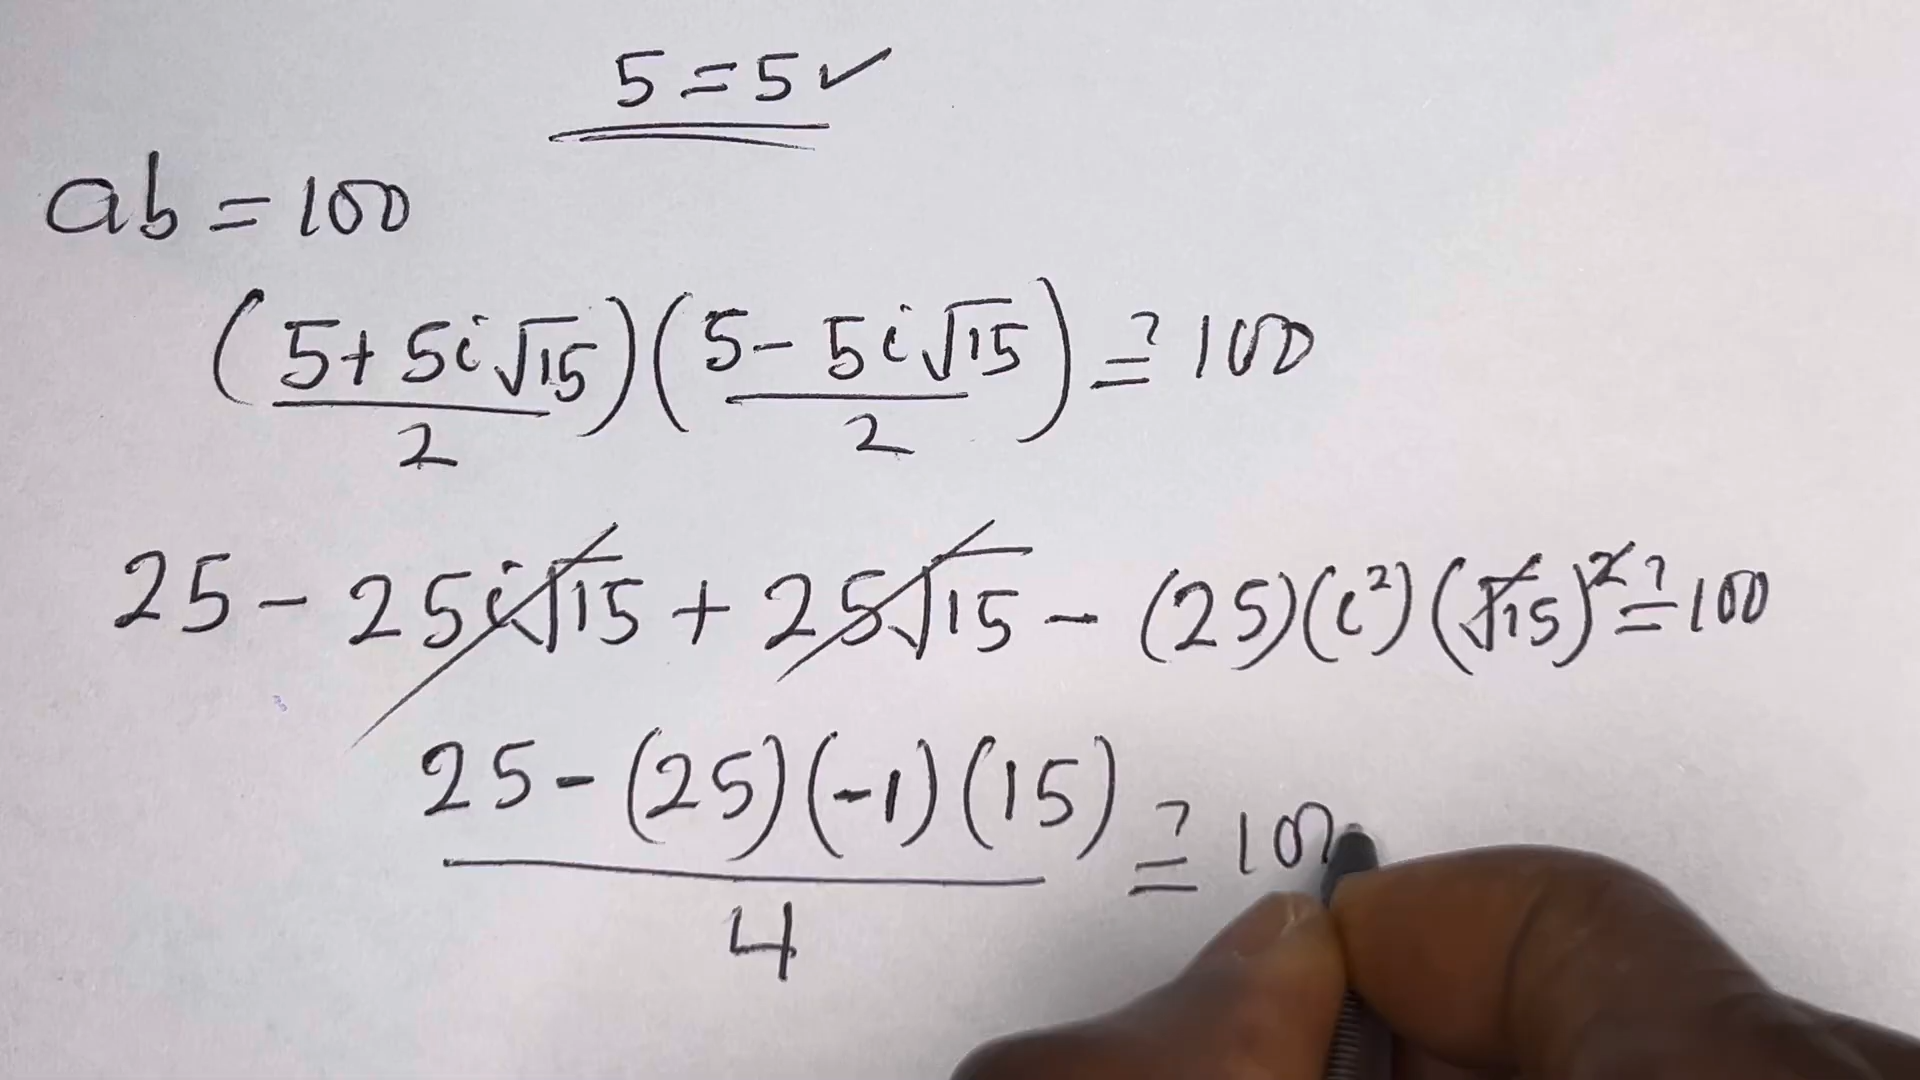 5 = 5 ✓
ab = 100
(5 + 5i√15 / 2)(5 - 5i√15 / 2) ≟ 100
25 - 25i√15 + 25√15 - (25)(i²)(√15)² ≟ 100
25 - (25)(-1)(15) / 4 ≟ 100